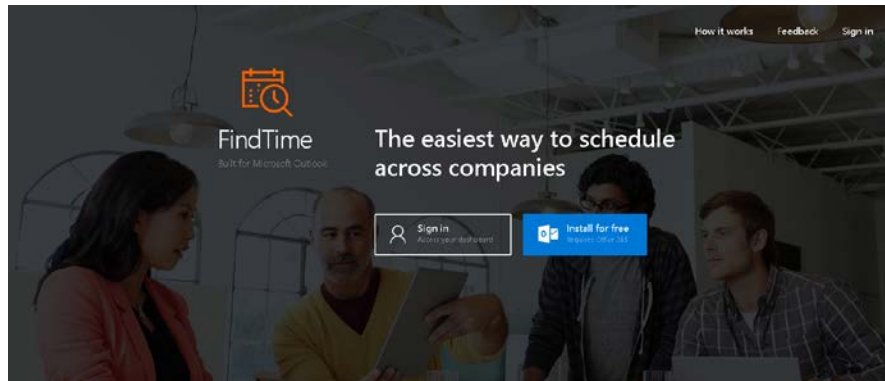 How it works Feedback Sign in
FindTime
Built for Microsoft Outlook
The easiest way to schedule
across companies
Sign in
Access your dashboard
Install for free
Requires Office 365